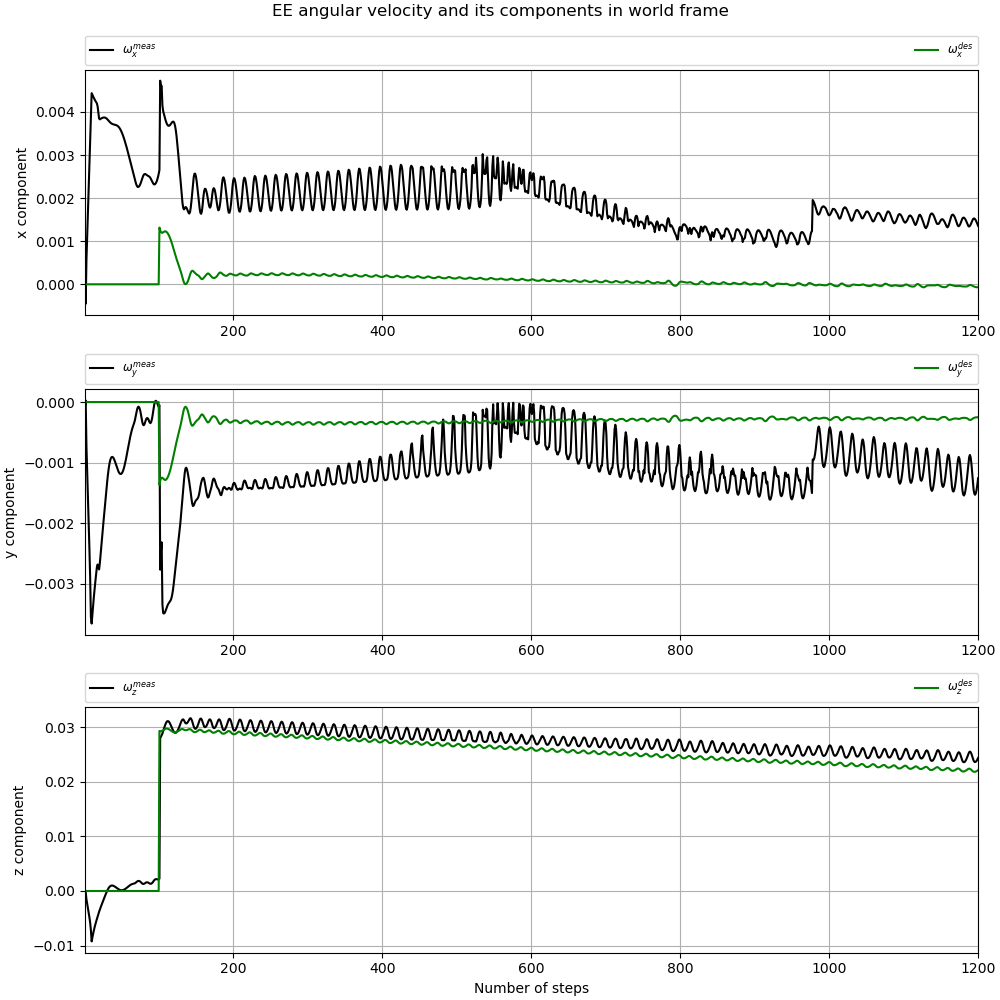 EE angular velocity and its components in world frame
ω_x^meas ω_x^des
0.004
0.003
0.002
0.001
0.000
x component
200 400 600 800 1000 1200
ω_y^meas ω_y^des
0.000
−0.001
−0.002
−0.003
y component
200 400 600 800 1000 1200
ω_z^meas ω_z^des
0.03
0.02
0.01
0.00
−0.01
z component
200 400 600 800 1000 1200
Number of steps